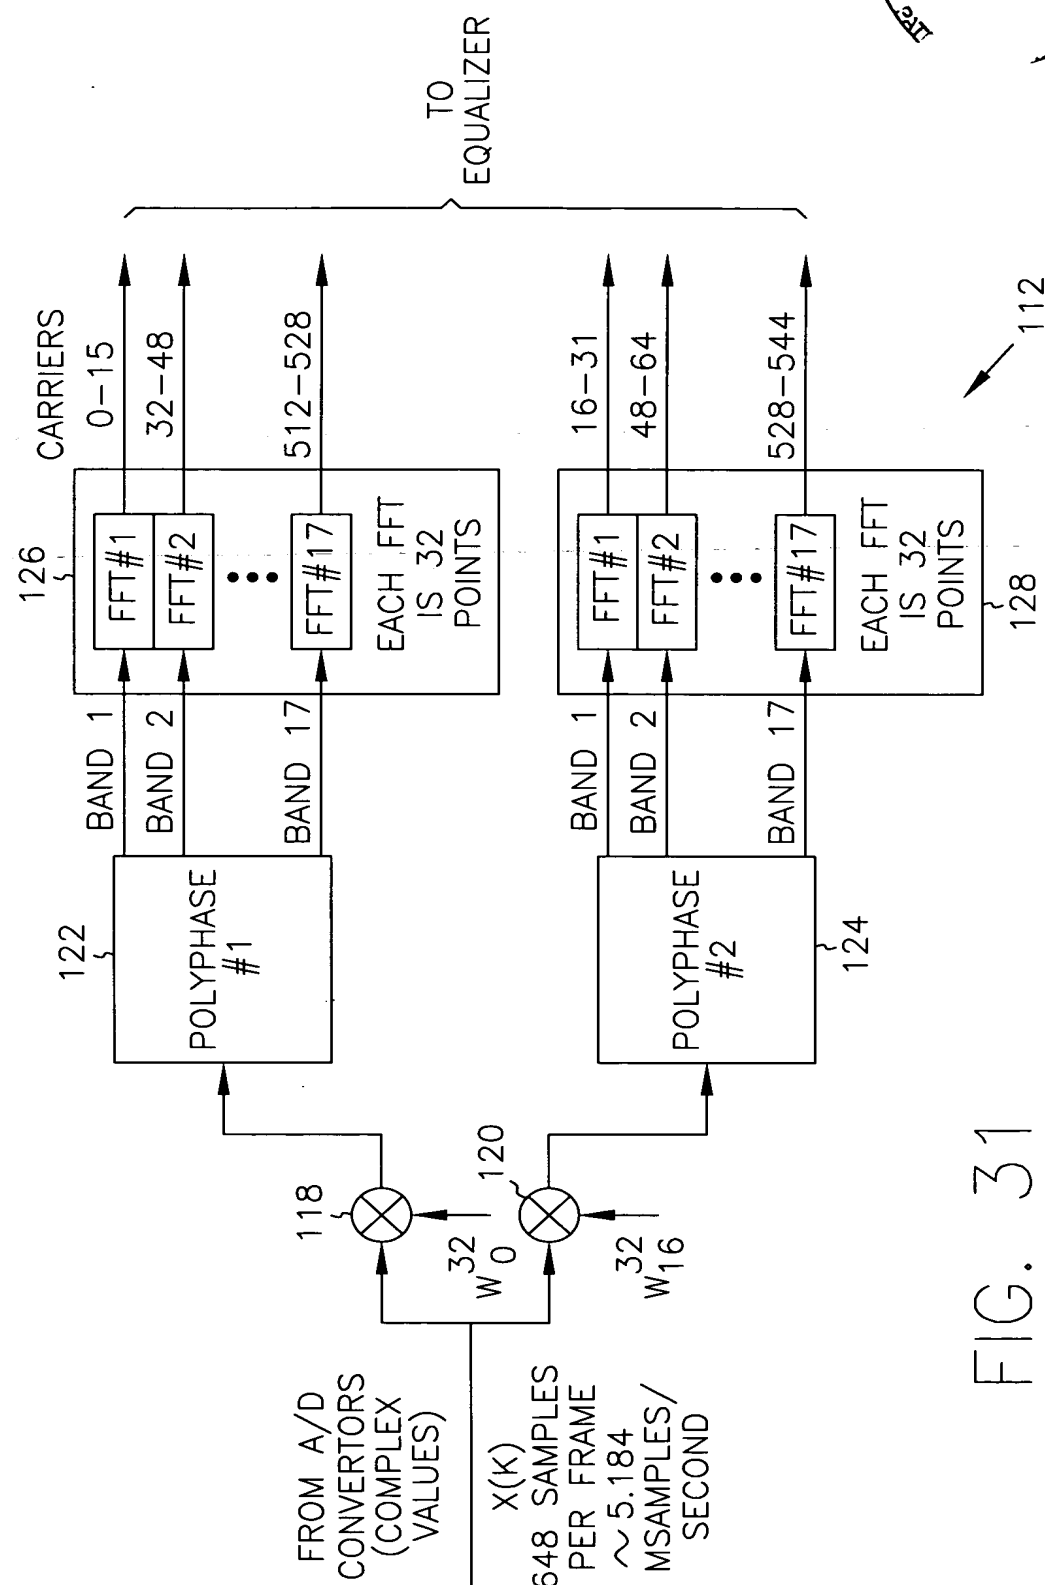 FROM A/D
CONVERTORS
(COMPLEX
VALUES)
X(K)
648 SAMPLES
PER FRAME
~5.184
MSAMPLES/
SECOND
118
32
W0
120
32
W16
122
POLYPHASE
#1
124
POLYPHASE
#2
BAND 1
BAND 2
BAND 17
BAND 1
BAND 2
BAND 17
126
FFT#1
FFT#2
FFT#17
EACH FFT
IS 32
POINTS
FFT#1
FFT#2
FFT#17
EACH FFT
IS 32
POINTS
128
CARRIERS
0-15
32-48
512-528
16-31
48-64
528-544
TO
EQUALIZER
112
FIG. 31